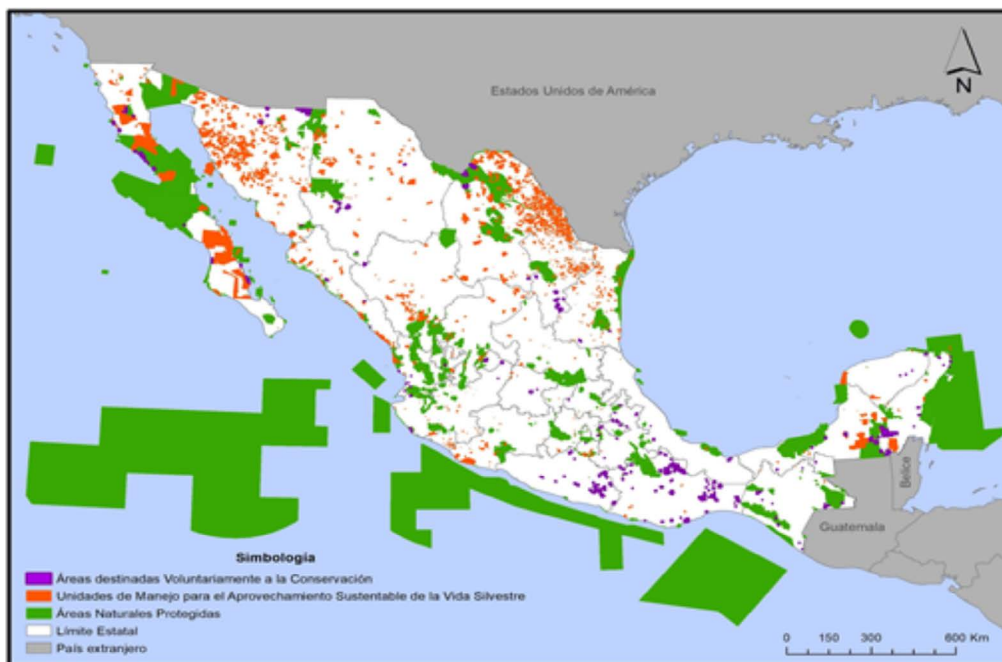 N
Estados Unidos de América
Belice
Guatemala
Simbología
Áreas destinadas Voluntariamente a la Conservación
Unidades de Manejo para el Aprovechamiento Sustentable de la Vida Silvestre
Áreas Naturales Protegidas
Límite Estatal
País extranjero
0 150 300 600 Km